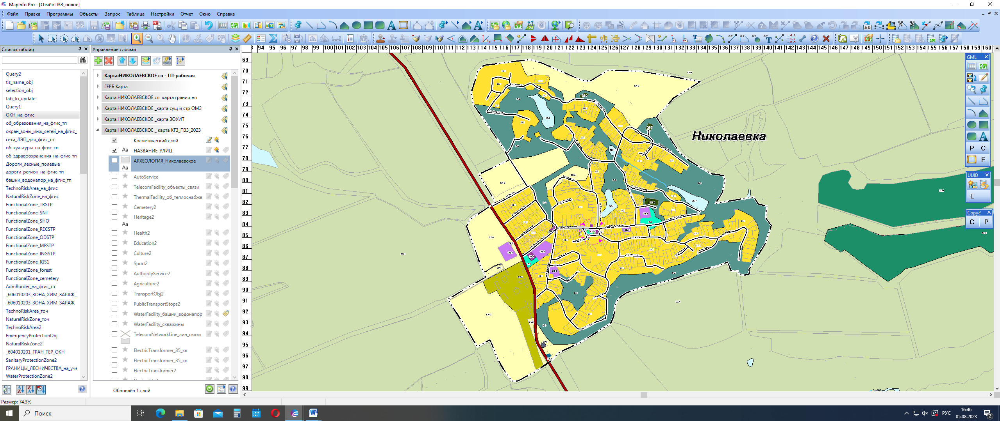 MapInfo Pro - [Отчёт:ПЗЗ_новое]
Файл Правка Программы Объекты Запрос Таблица Настройки Отчет Окно Справка
Список таблиц
Query2
tls_name_obj
selection_obj
tab_to_update
Query1
ОКН_на_фгис
об_образования_на_фгис_тп
охран_зоны_инж_сетей_на_фгис_
сети_ЛЭП_для_фгис_тп
об_культуры_на_фгис_тп
об_здравоохранения_на_фгис_тп
Дороги_лесные_полевые
дороги_регион_на_фгис_тп
башни_водонапор_на_фгис_тп
TechnoRiskArea_на_фгис
NaturalRiskZone_на_фгис
FunctionalZone_TRSTP
FunctionalZone_SNT
FunctionalZone_SHO
FunctionalZone_RECSTP
FunctionalZone_ODSTP
FunctionalZone_MFSTP
FunctionalZone_INGSTP
FunctionalZone_IGS1
FunctionalZone_forest
FunctionalZone_cemetery
AdmBorder_на_фгис_тп
_606010203_ЗОНА_ХИМ_ЗАРАЖ_
_606010203_ЗОНА_ХИМ_ЗАРАЖ
TechnoRiskArea_точ
NaturalRiskZone_точ
TechnoRiskArea2
EmergencyProtectionObj
NaturalRiskZone2
_604010201_ГРАН_ТЕР_ОКН
SanitaryProtectionZone2
ГРАНИЦЫ_ЛЕСНИЧЕСТВА_на_уче
WaterProtectionZone2
Управление слоями
Карта:НИКОЛАЕВСКОЕ сп - ГП-рабочая
ГЕРБ Карта
Карта:НИКОЛАЕВСКОЕ сп карта границ нп
Карта:НИКОЛАЕВСКОЕ _карта сущ и стр ОМЗ
Карта:НИКОЛАЕВСКОЕ _карта ЗОУИТ
Карта:НИКОЛАЕВСКОЕ _ карта КГЗ_ПЗЗ_2023
Косметический слой
Aa НАЗВАНИЕ_УЛИЦ
АРХЕОЛОГИЯ_Николаевское
Aa
AutoService
TelecomFacility_объекты_связи
ThermalFacility_об_теплоснабже
Cemetery2
Heritage2
Aa
Health2
Education2
Culture2
Sport2
AuthorityService2
Agriculture2
TransportObj2
PublicTransportStops2
WaterFacility_башни_водонапор
WaterFacility_скважины
TelecomNetworkLine_лин_связи
ElectricTransformer_35_кв
ElectricTransformer_35_кв
ElectricTransformer2
Обновлён 1 слой
94 95 96 97 98 99 100 101 102 103 104 105 106 107 108 109 110 111 112 113 114 115 116 117 118 119 120 121 122 123 124 125 126 127 128 129 130 131 132 133 134 135 136 137 138 139 140 141 142 143 144 145 146 147 148 149 150 151 152 153 154 155 156 157 158 159 160
69
70
71
72
73
74
75
76
77
78
79
80
81
82
83
84
85
86
87
88
89
90
91
92
93
94
95
96
97
98
99
Николаевка
GML
P C
E
UUID
E
Copy
C P
Размер: 74.3%
Поиск
РУС
16:46
05.08.2023
2